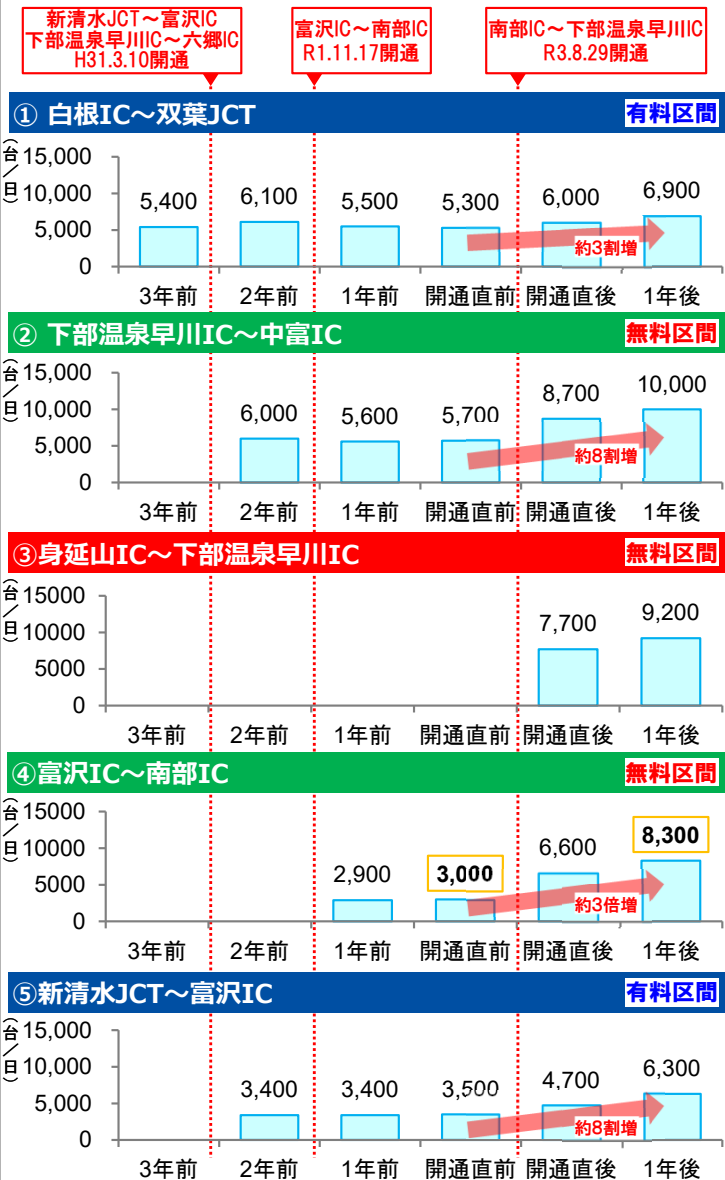 新清水JCT～富沢IC
下部温泉早川IC～六郷IC
H31.3.10開通
富沢IC～南部IC
R1.11.17開通
南部IC～下部温泉早川IC
R3.8.29開通
① 白根IC～双葉JCT
有料区間
(台／日)
15,000
10,000
5,000
0
5,400
6,100
5,500
5,300
6,000
6,900
約3割増
3年前
2年前
1年前
開通直前
開通直後
1年後
② 下部温泉早川IC～中富IC
無料区間
(台／日)
15,000
10,000
5,000
0
6,000
5,600
5,700
8,700
10,000
約8割増
3年前
2年前
1年前
開通直前
開通直後
1年後
③身延山IC～下部温泉早川IC
無料区間
(台／日)
15000
10000
5000
0
7,700
9,200
3年前
2年前
1年前
開通直前
開通直後
1年後
④富沢IC～南部IC
無料区間
(台／日)
15000
10000
5000
0
2,900
3,000
6,600
8,300
約3倍増
3年前
2年前
1年前
開通直前
開通直後
1年後
⑤新清水JCT～富沢IC
有料区間
(台／日)
15,000
10,000
5,000
0
3,400
3,400
3,500
4,700
6,300
約8割増
3年前
2年前
1年前
開通直前
開通直後
1年後